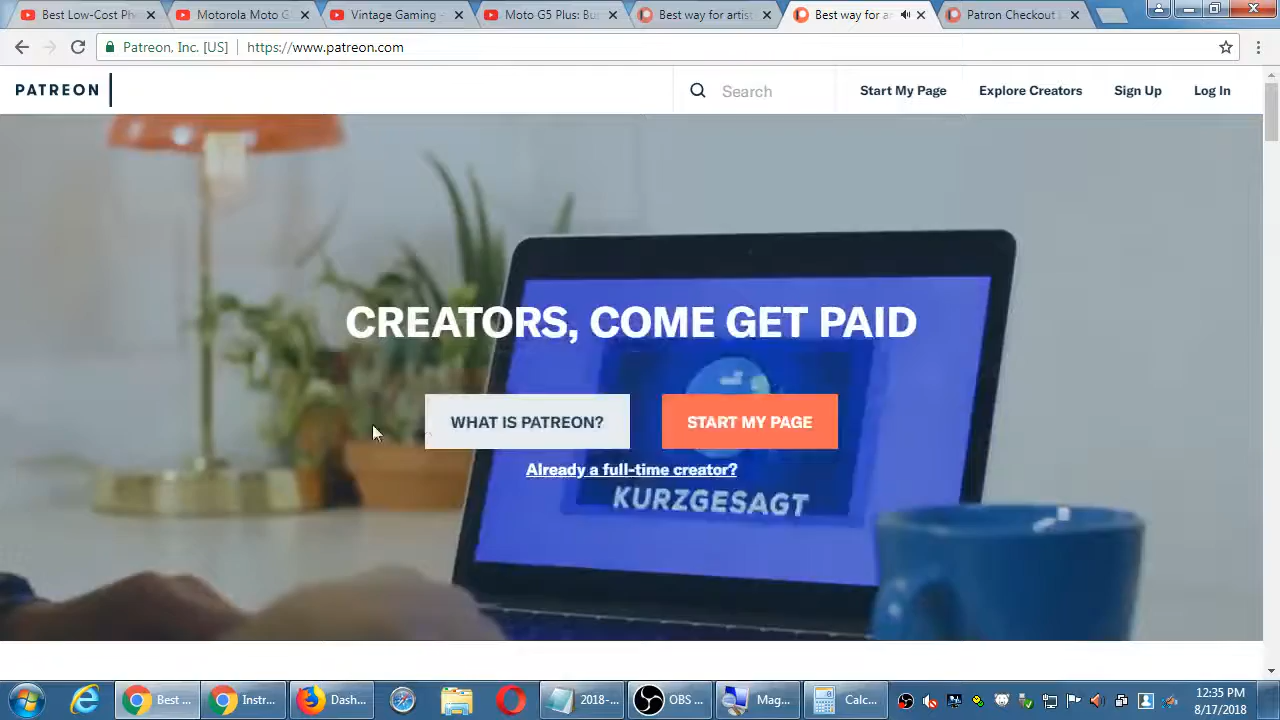 Best Low-Cost Ph
Motorola Moto G
Vintage Gaming -
Moto G5 Plus: Bu
Best way for artis
Best way for a
Patron Checkout
Patreon, Inc. [US]
https://www.patreon.com
PATREON
Search
Start My Page
Explore Creators
Sign Up
Log In
CREATORS, COME GET PAID
WHAT IS PATREON?
START MY PAGE
Already a full-time creator?
KURZGESAGT
Best ...
Instr...
Dash...
2018-...
OBS ...
Mag...
Calc...
12:35 PM
8/17/2018